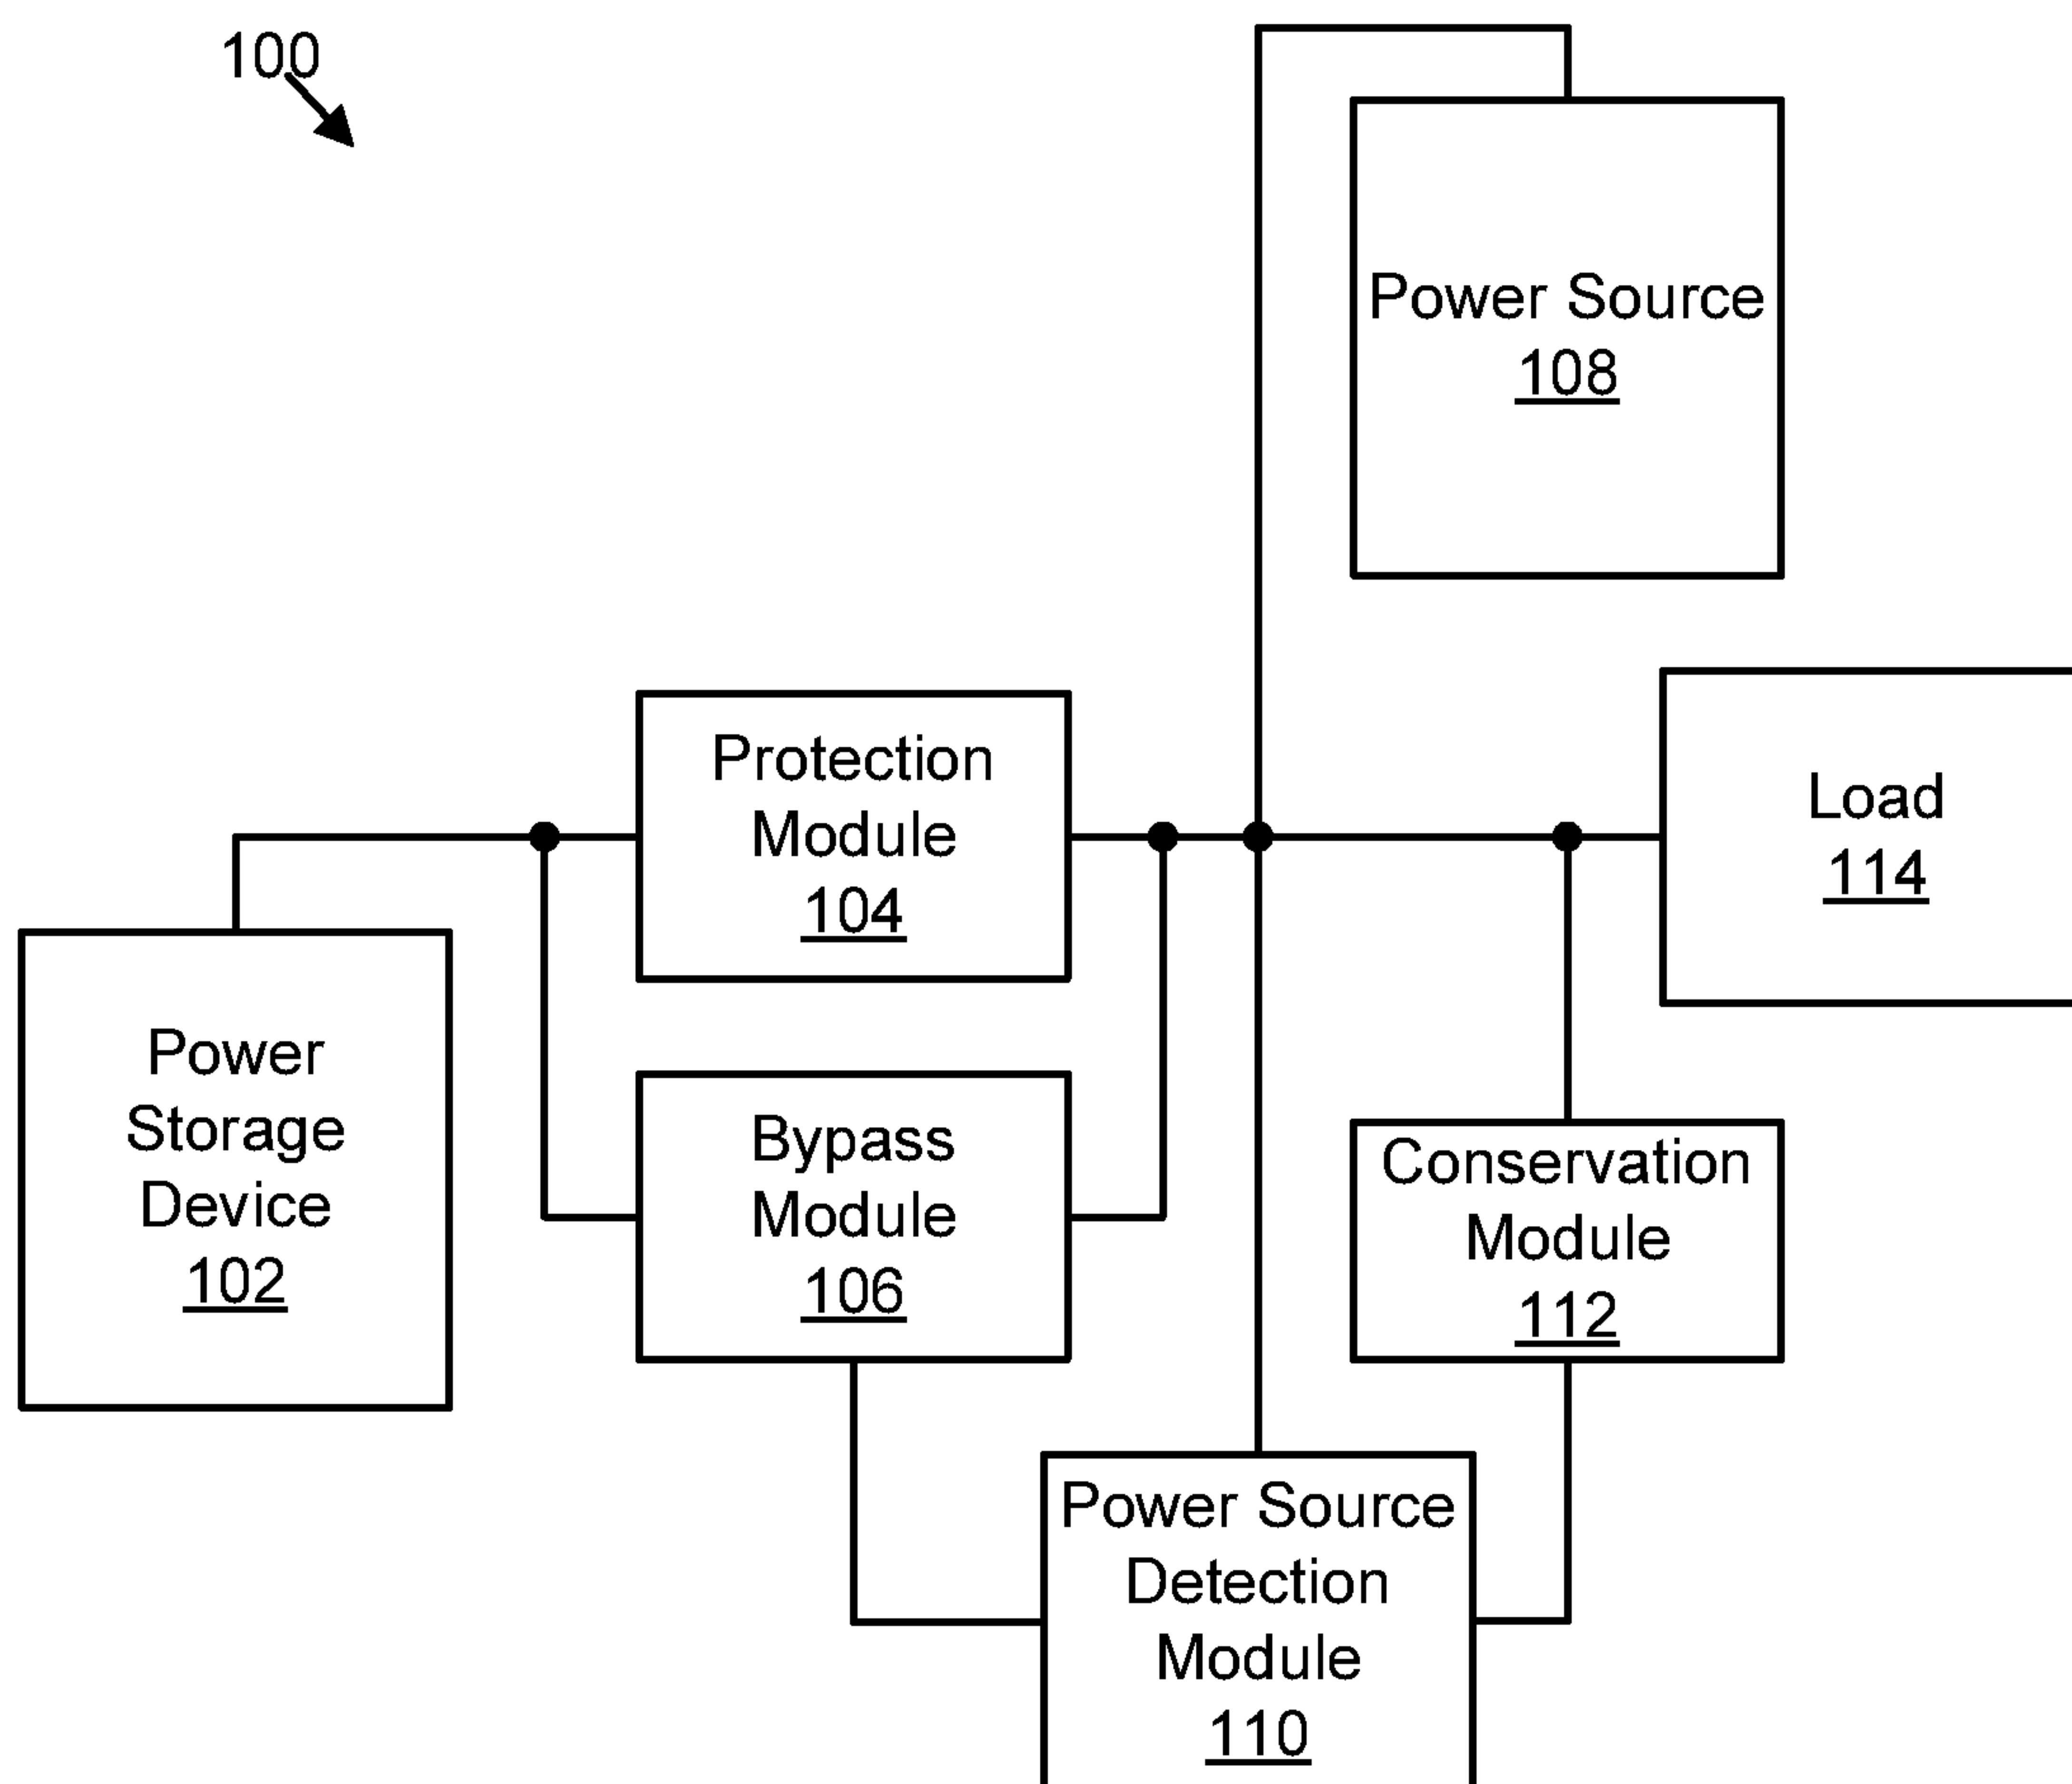 100
Power Source
108
Protection
Module
104
Load
114
Power
Storage
Device
102
Bypass
Module
106
Conservation
Module
112
Power Source
Detection
Module
110